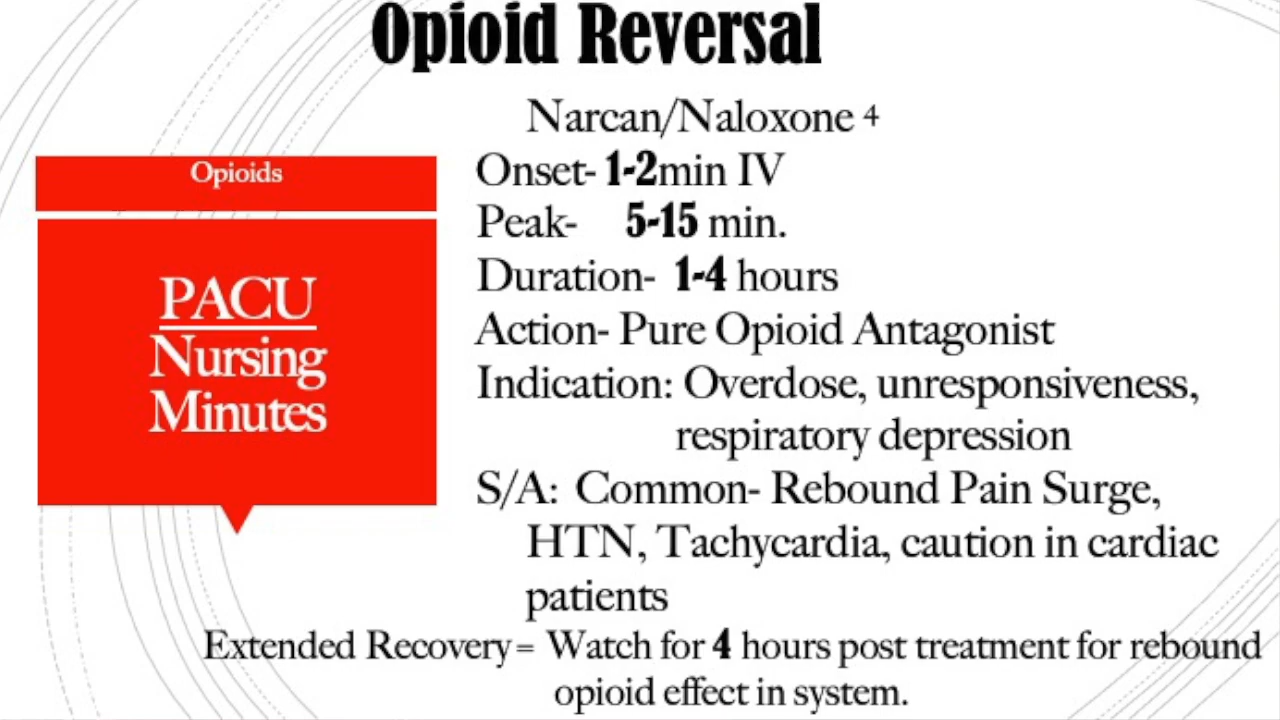 Opioid Reversal
Narcan/Naloxone 4
Opioids
PACU
Nursing
Minutes
Onset- 1-2min IV
Peak- 5-15 min.
Duration- 1-4 hours
Action- Pure Opioid Antagonist
Indication: Overdose, unresponsiveness,
respiratory depression
S/A: Common- Rebound Pain Surge,
HTN, Tachycardia, caution in cardiac
patients
Extended Recovery= Watch for 4 hours post treatment for rebound
opioid effect in system.